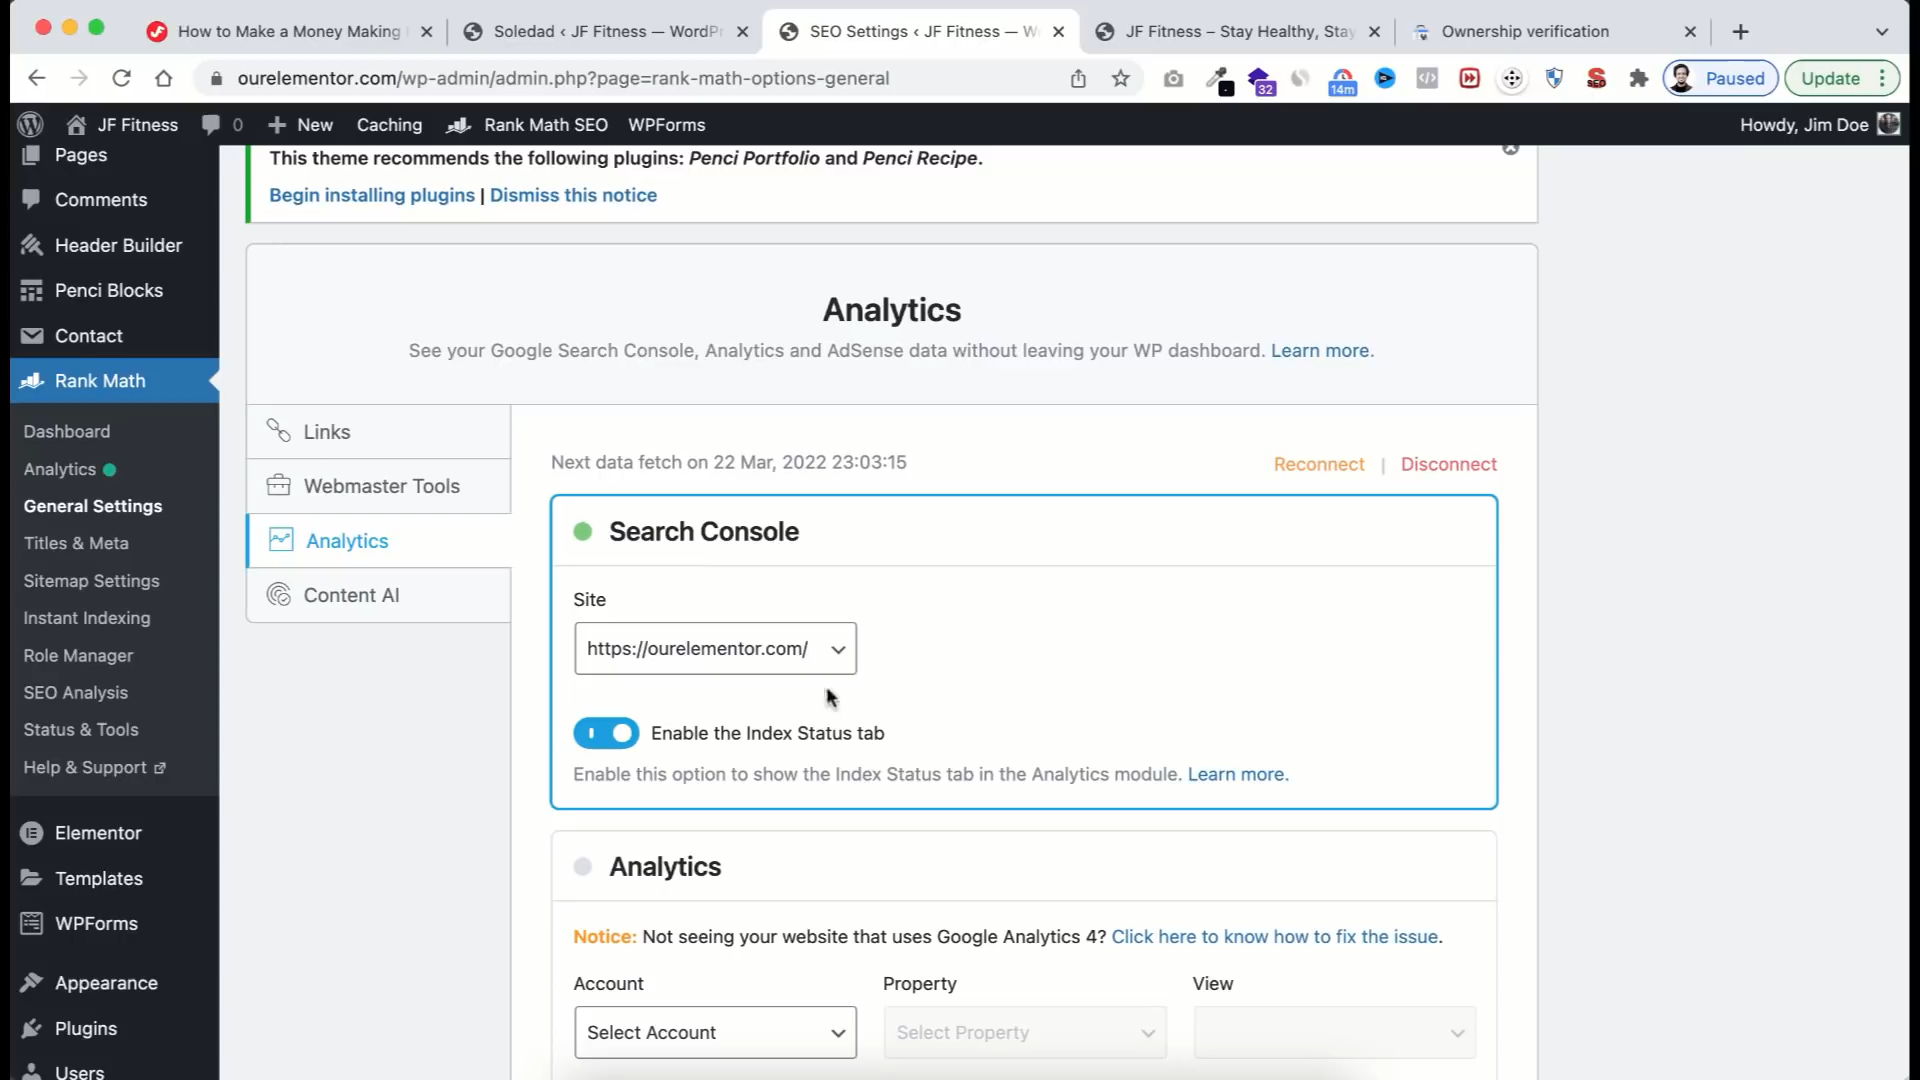 How to Make a Money Making
Soledad ‹ JF Fitness — WordPr
SEO Settings ‹ JF Fitness — W
JF Fitness – Stay Healthy, Stay
Ownership verification
ourelementor.com/wp-admin/admin.php?page=rank-math-options-general
32
14m
SEO
Paused
Update
JF Fitness
0
New
Caching
Rank Math SEO
WPForms
Howdy, Jim Doe
Pages
Comments
Header Builder
Penci Blocks
Contact
Rank Math
Dashboard
Analytics
General Settings
Titles & Meta
Sitemap Settings
Instant Indexing
Role Manager
SEO Analysis
Status & Tools
Help & Support
Elementor
Templates
WPForms
Appearance
Plugins
Users
This theme recommends the following plugins: Penci Portfolio and Penci Recipe.
Begin installing plugins | Dismiss this notice
Analytics
See your Google Search Console, Analytics and AdSense data without leaving your WP dashboard. Learn more.
Links
Webmaster Tools
Analytics
Content AI
Next data fetch on 22 Mar, 2022 23:03:15
Reconnect | Disconnect
Search Console
Site
https://ourelementor.com/
Enable the Index Status tab
Enable this option to show the Index Status tab in the Analytics module. Learn more.
Analytics
Notice: Not seeing your website that uses Google Analytics 4? Click here to know how to fix the issue.
Account
Property
View
Select Account
Select Property